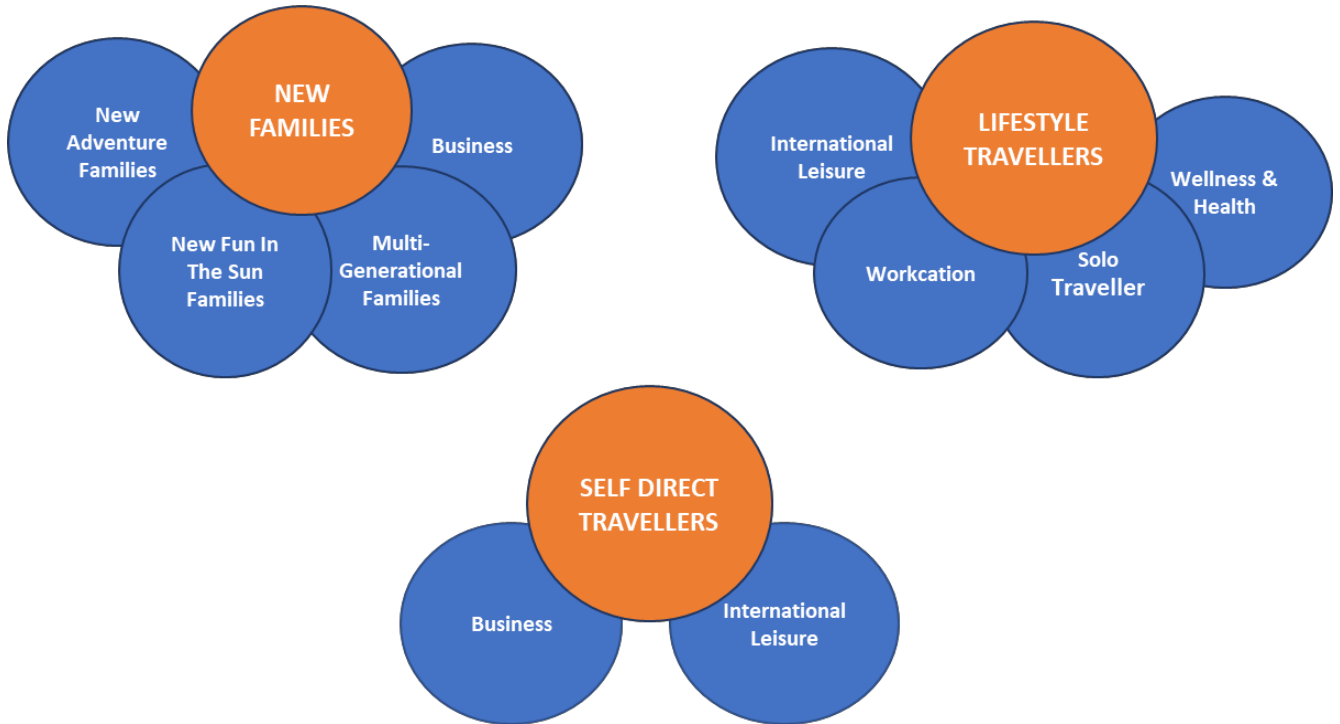 NEW
FAMILIES
New
Adventure
Families
Business
New Fun In
The Sun
Families
Multi-
Generational
Families
LIFESTYLE
TRAVELLERS
International
Leisure
Wellness &
Health
Workcation
Solo
Traveller
SELF DIRECT
TRAVELLERS
Business
International
Leisure